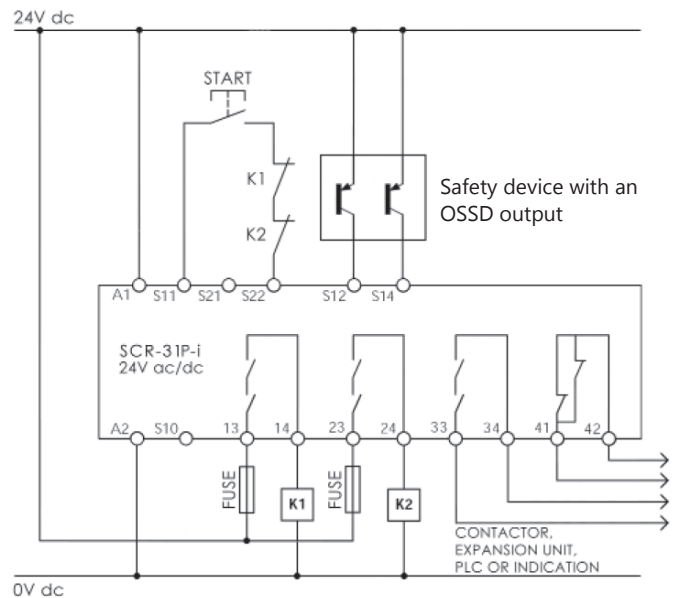 24V dc
START
K1
K2
Safety device with an
OSSD output
A1 S11 S21 S22 S12 S14
SCR-31P-i
24V ac/dc
A2 S10 13 14 23 24 33 34 41 42
FUSE K1 FUSE K2
CONTACTOR,
EXPANSION UNIT,
PLC OR INDICATION
0V dc